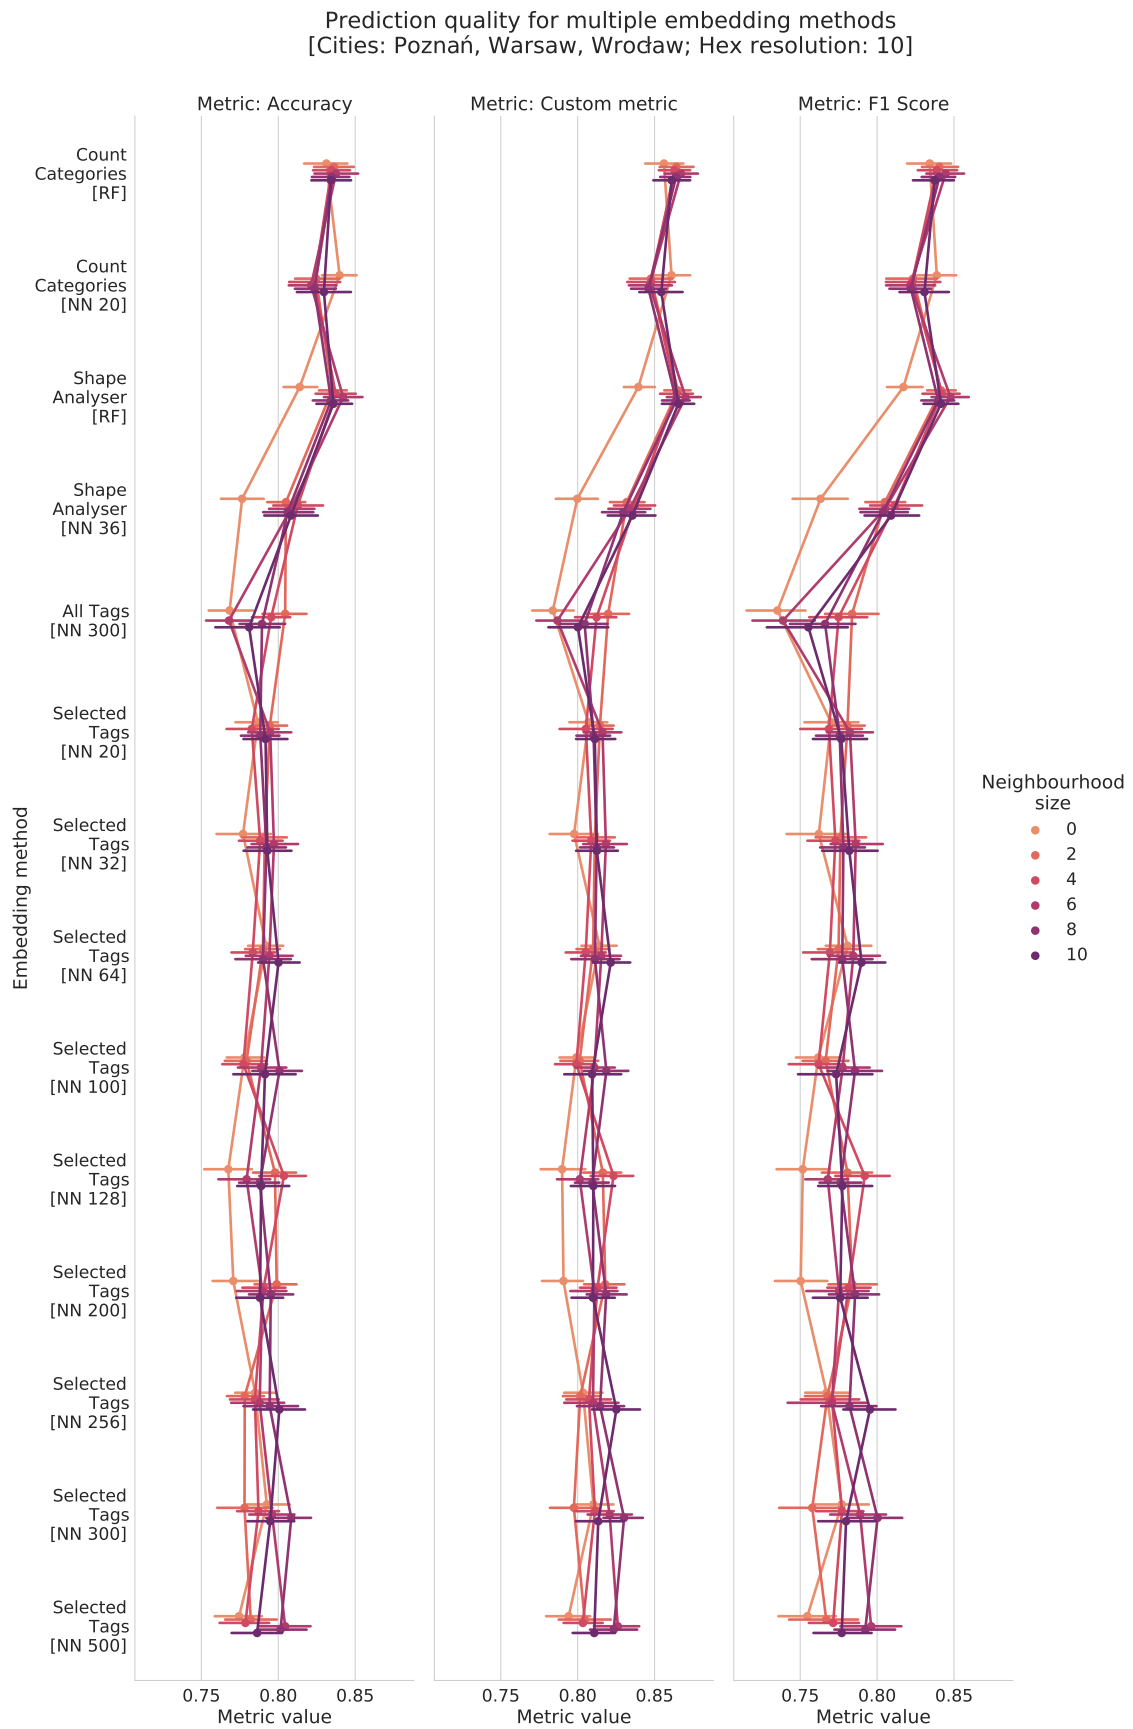 Prediction quality for multiple embedding methods
[Cities: Poznań, Warsaw, Wrocław; Hex resolution: 10]
Metric: Accuracy
Metric: Custom metric
Metric: F1 Score
Count
Categories
[RF]
Count
Categories
[NN 20]
Shape
Analyser
[RF]
Shape
Analyser
[NN 36]
All Tags
[NN 300]
Selected
Tags
[NN 20]
Selected
Tags
[NN 32]
Selected
Tags
[NN 64]
Selected
Tags
[NN 100]
Selected
Tags
[NN 128]
Selected
Tags
[NN 200]
Selected
Tags
[NN 256]
Selected
Tags
[NN 300]
Selected
Tags
[NN 500]
Embedding method
0.75 0.80 0.85
Metric value
0.75 0.80 0.85
Metric value
0.75 0.80 0.85
Metric value
Neighbourhood
size
0
2
4
6
8
10